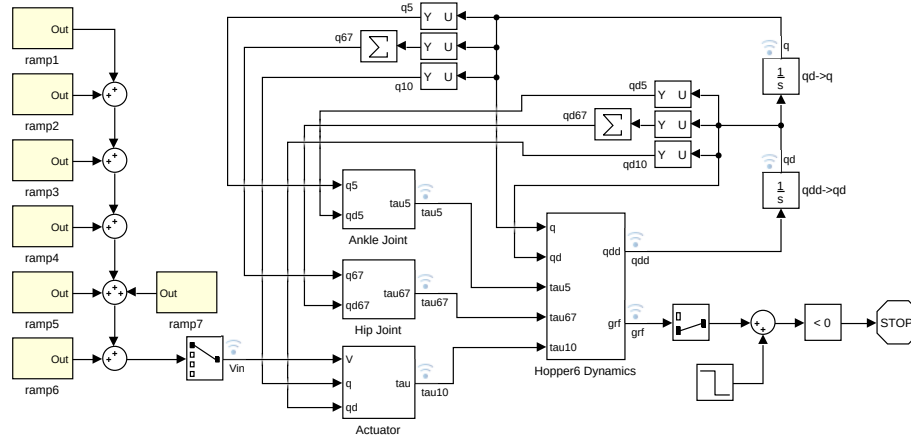 Out
ramp1
Out
ramp2
Out
ramp3
Out
ramp4
Out
ramp5
Out
ramp7
Out
ramp6
Vin
q5
Y U
q67
Σ
Y U
q10
Y U
qd5
Y U
qd67
Σ
Y U
qd10
Y U
q
1
s
qd->q
qd
1
s
qdd->qd
q5
qd5
tau5
tau5
Ankle Joint
q67
qd67
tau67
tau67
Hip Joint
V
q
qd
tau
tau10
Actuator
q
qd
tau5
tau67
tau10
qdd
qdd
grf
grf
Hopper6 Dynamics
< 0
STOP